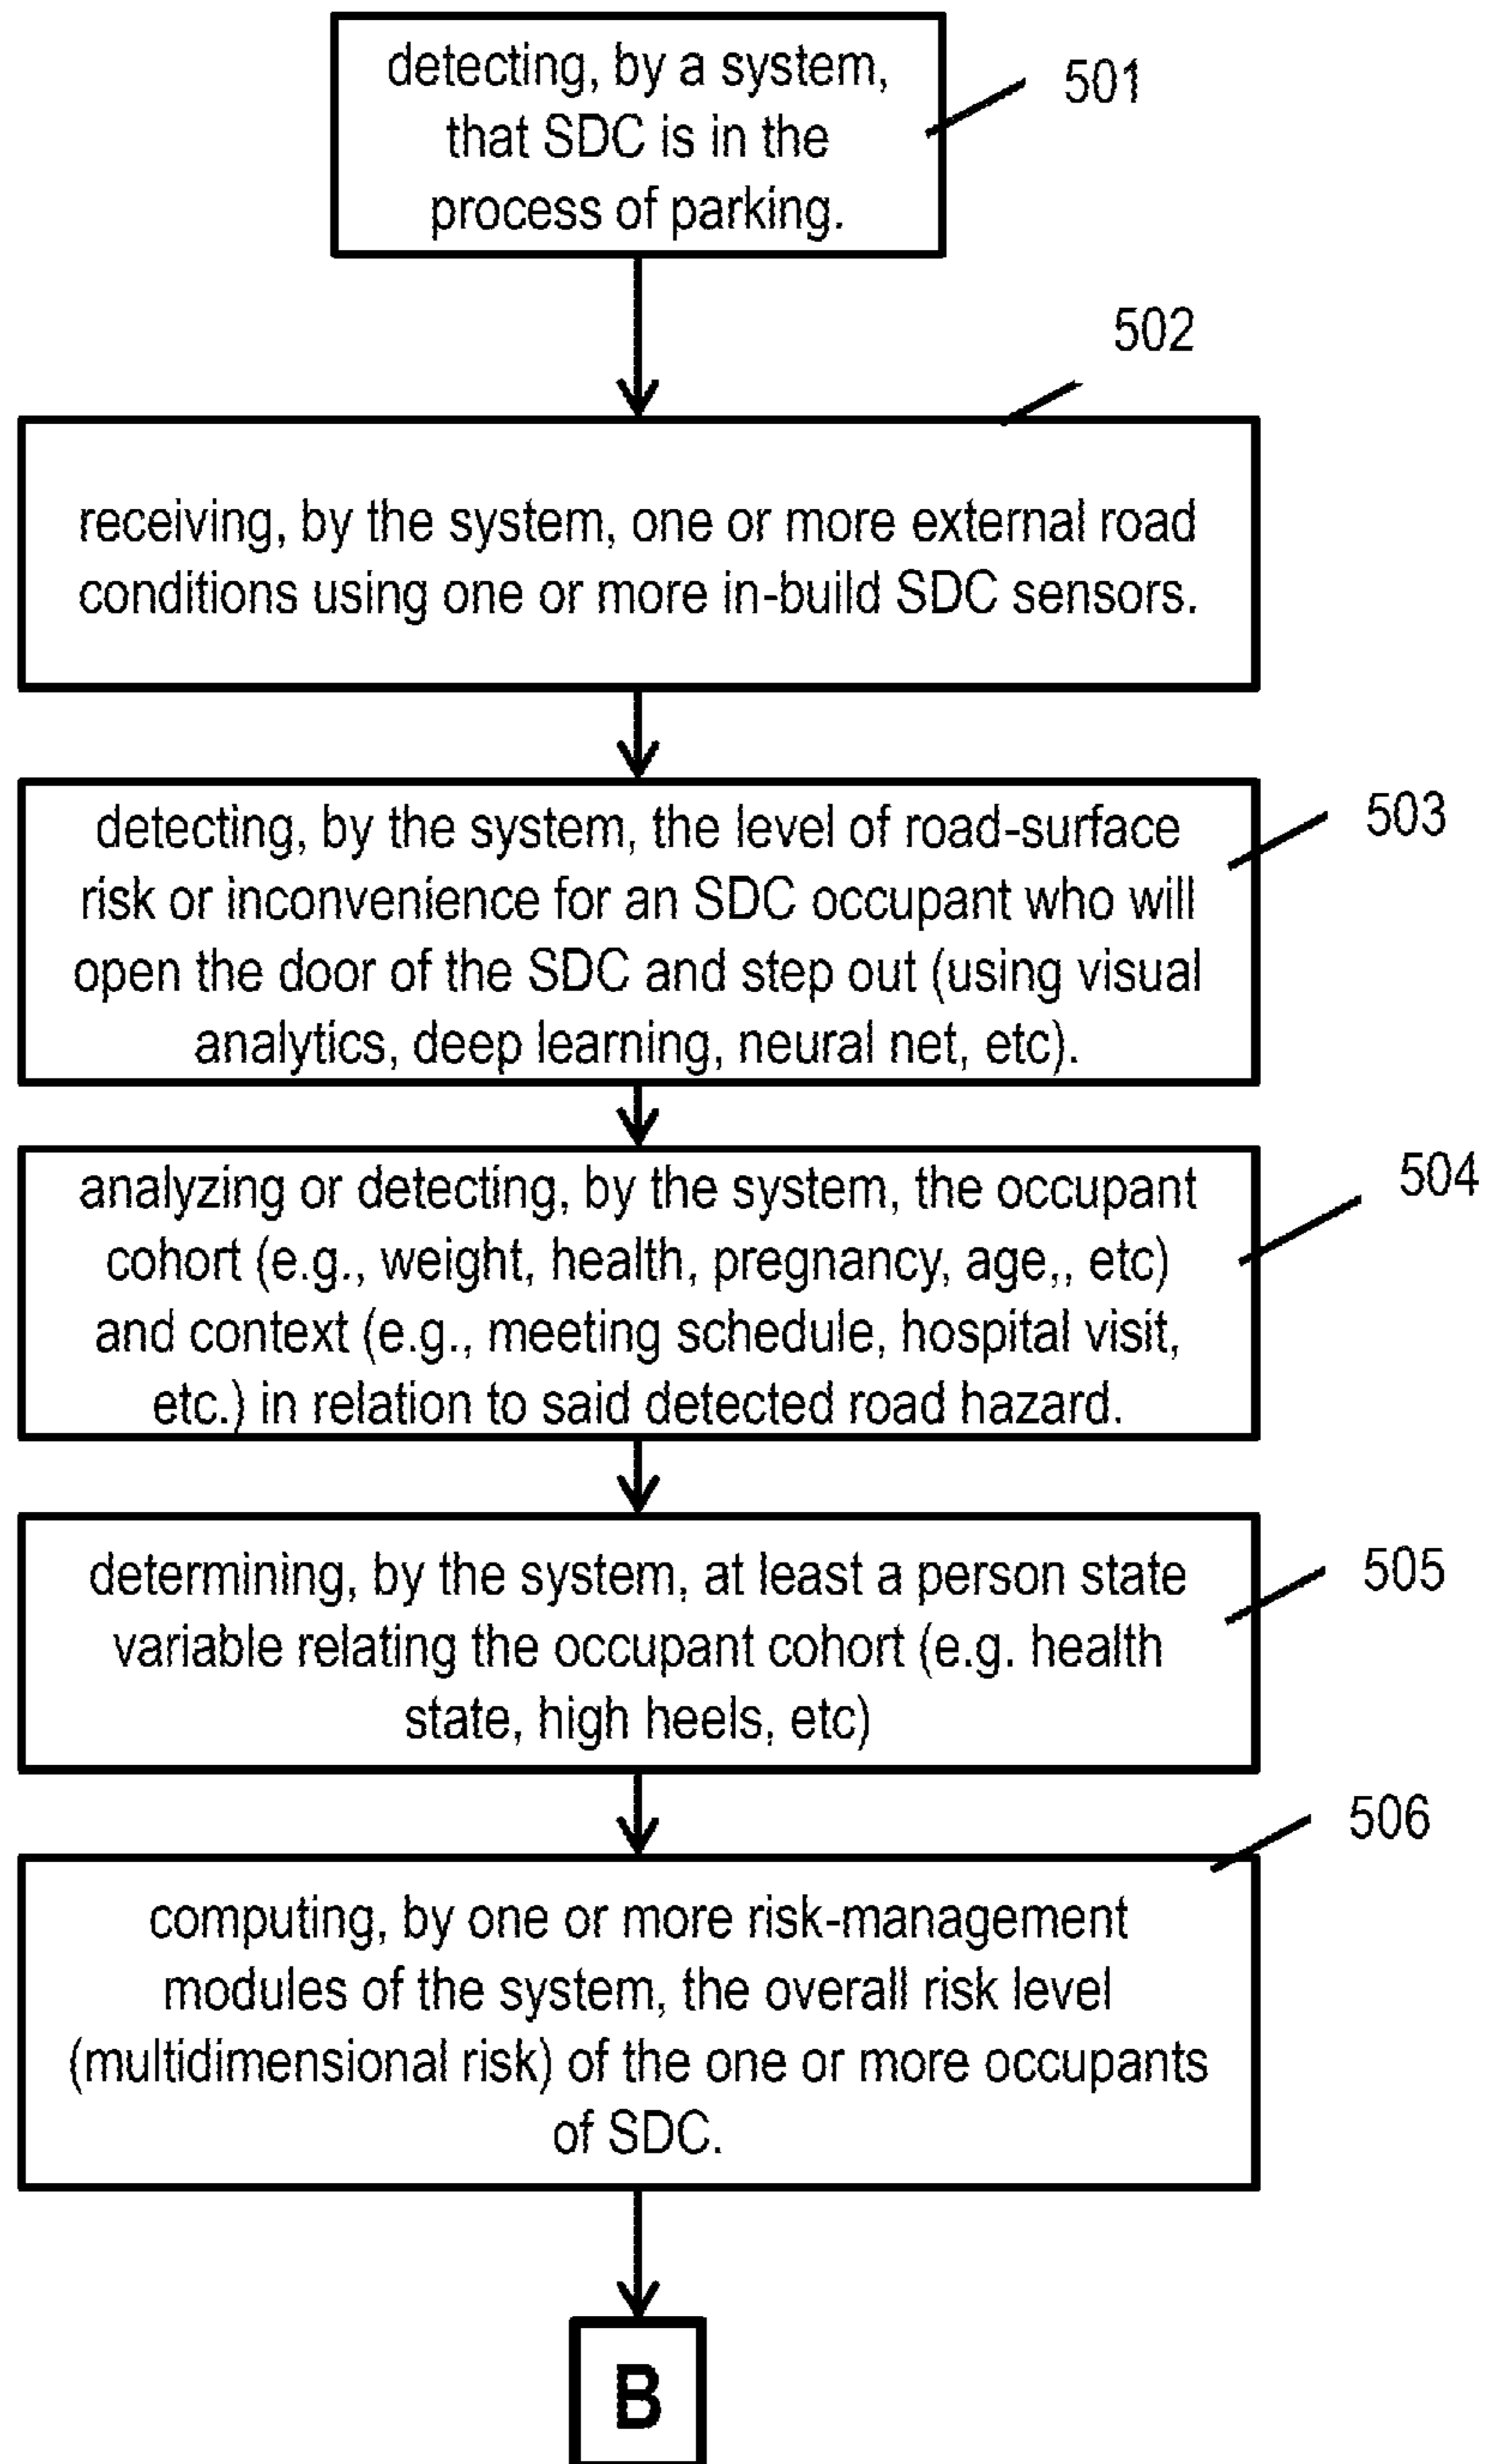 detecting, by a system,
that SDC is in the
process of parking.
501
502
receiving, by the system, one or more external road
conditions using one or more in-build SDC sensors.
detecting, by the system, the level of road-surface
risk or inconvenience for an SDC occupant who will
open the door of the SDC and step out (using visual
analytics, deep learning, neural net, etc).
503
analyzing or detecting, by the system, the occupant
cohort (e.g., weight, health, pregnancy, age,, etc)
and context (e.g., meeting schedule, hospital visit,
etc.) in relation to said detected road hazard.
504
determining, by the system, at least a person state
variable relating the occupant cohort (e.g. health
state, high heels, etc)
505
506
computing, by one or more risk-management
modules of the system, the overall risk level
(multidimensional risk) of the one or more occupants
of SDC.
B